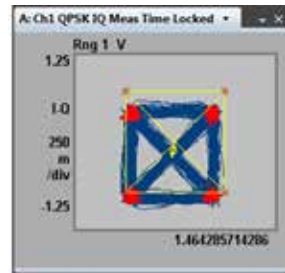 A: Ch1 QPSK IQ Meas Time Locked
Rng 1 V
1.25
I-Q
250
m
/div
-1.25
1.464285714286